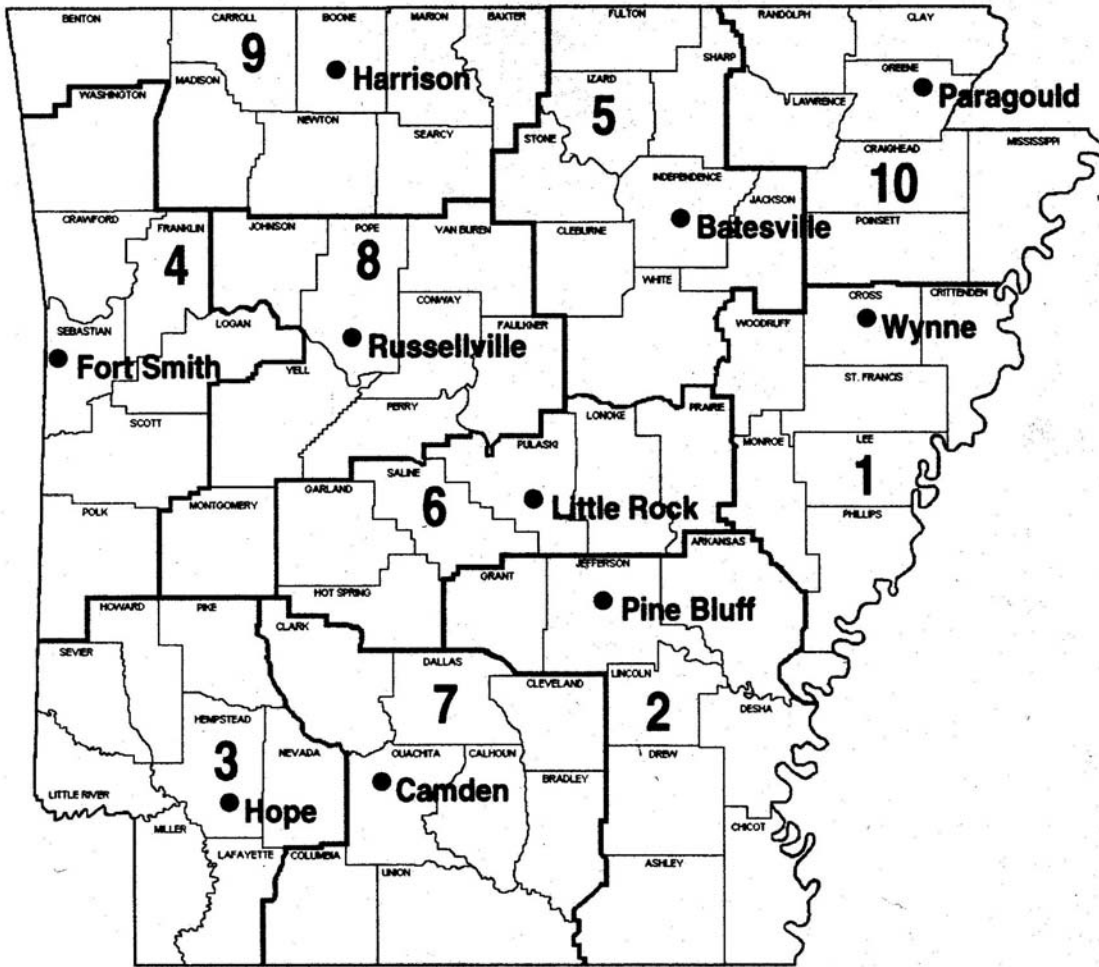 BENTON
CARROLL
BOONE
MARION
BAXTER
FULTON
RANDOLPH
CLAY
9
Harrison
SHARP
GREENE
MADISON
IZARD
WASHINGTON
5
Paragould
LAWRENCE
NEWTON
SEARCY
STONE
CRAIGHEAD
MISSISSIPPI
10
INDEPENDENCE
JACKSON
CRAWFORD
FRANKLIN
JOHNSON
POPE
VAN BUREN
CLEBURNE
Batesville
POINSETT
4
8
WHITE
CONWAY
CROSS
CRITTENDEN
SEBASTIAN
LOGAN
FAULKNER
WOODRUFF
Wynne
Fort Smith
Russellville
YELL
ST. FRANCIS
SCOTT
PERRY
LONOKE
PRAIRIE
PULASKI
MONROE
LEE
1
SALINE
GARLAND
6
Little Rock
POLK
MONTGOMERY
PHILLIPS
ARKANSAS
GRANT
JEFFERSON
HOT SPRING
HOWARD
PIKE
Pine Bluff
CLARK
SEVIER
DALLAS
LINCOLN
CLEVELAND
7
2
DESHA
HEMPSTEAD
NEVADA
OUACHITA
CALHOUN
DREW
3
BRADLEY
LITTLE RIVER
Hope
Camden
MILLER
CHICOT
LAFAYETTE
COLUMBIA
UNION
ASHLEY